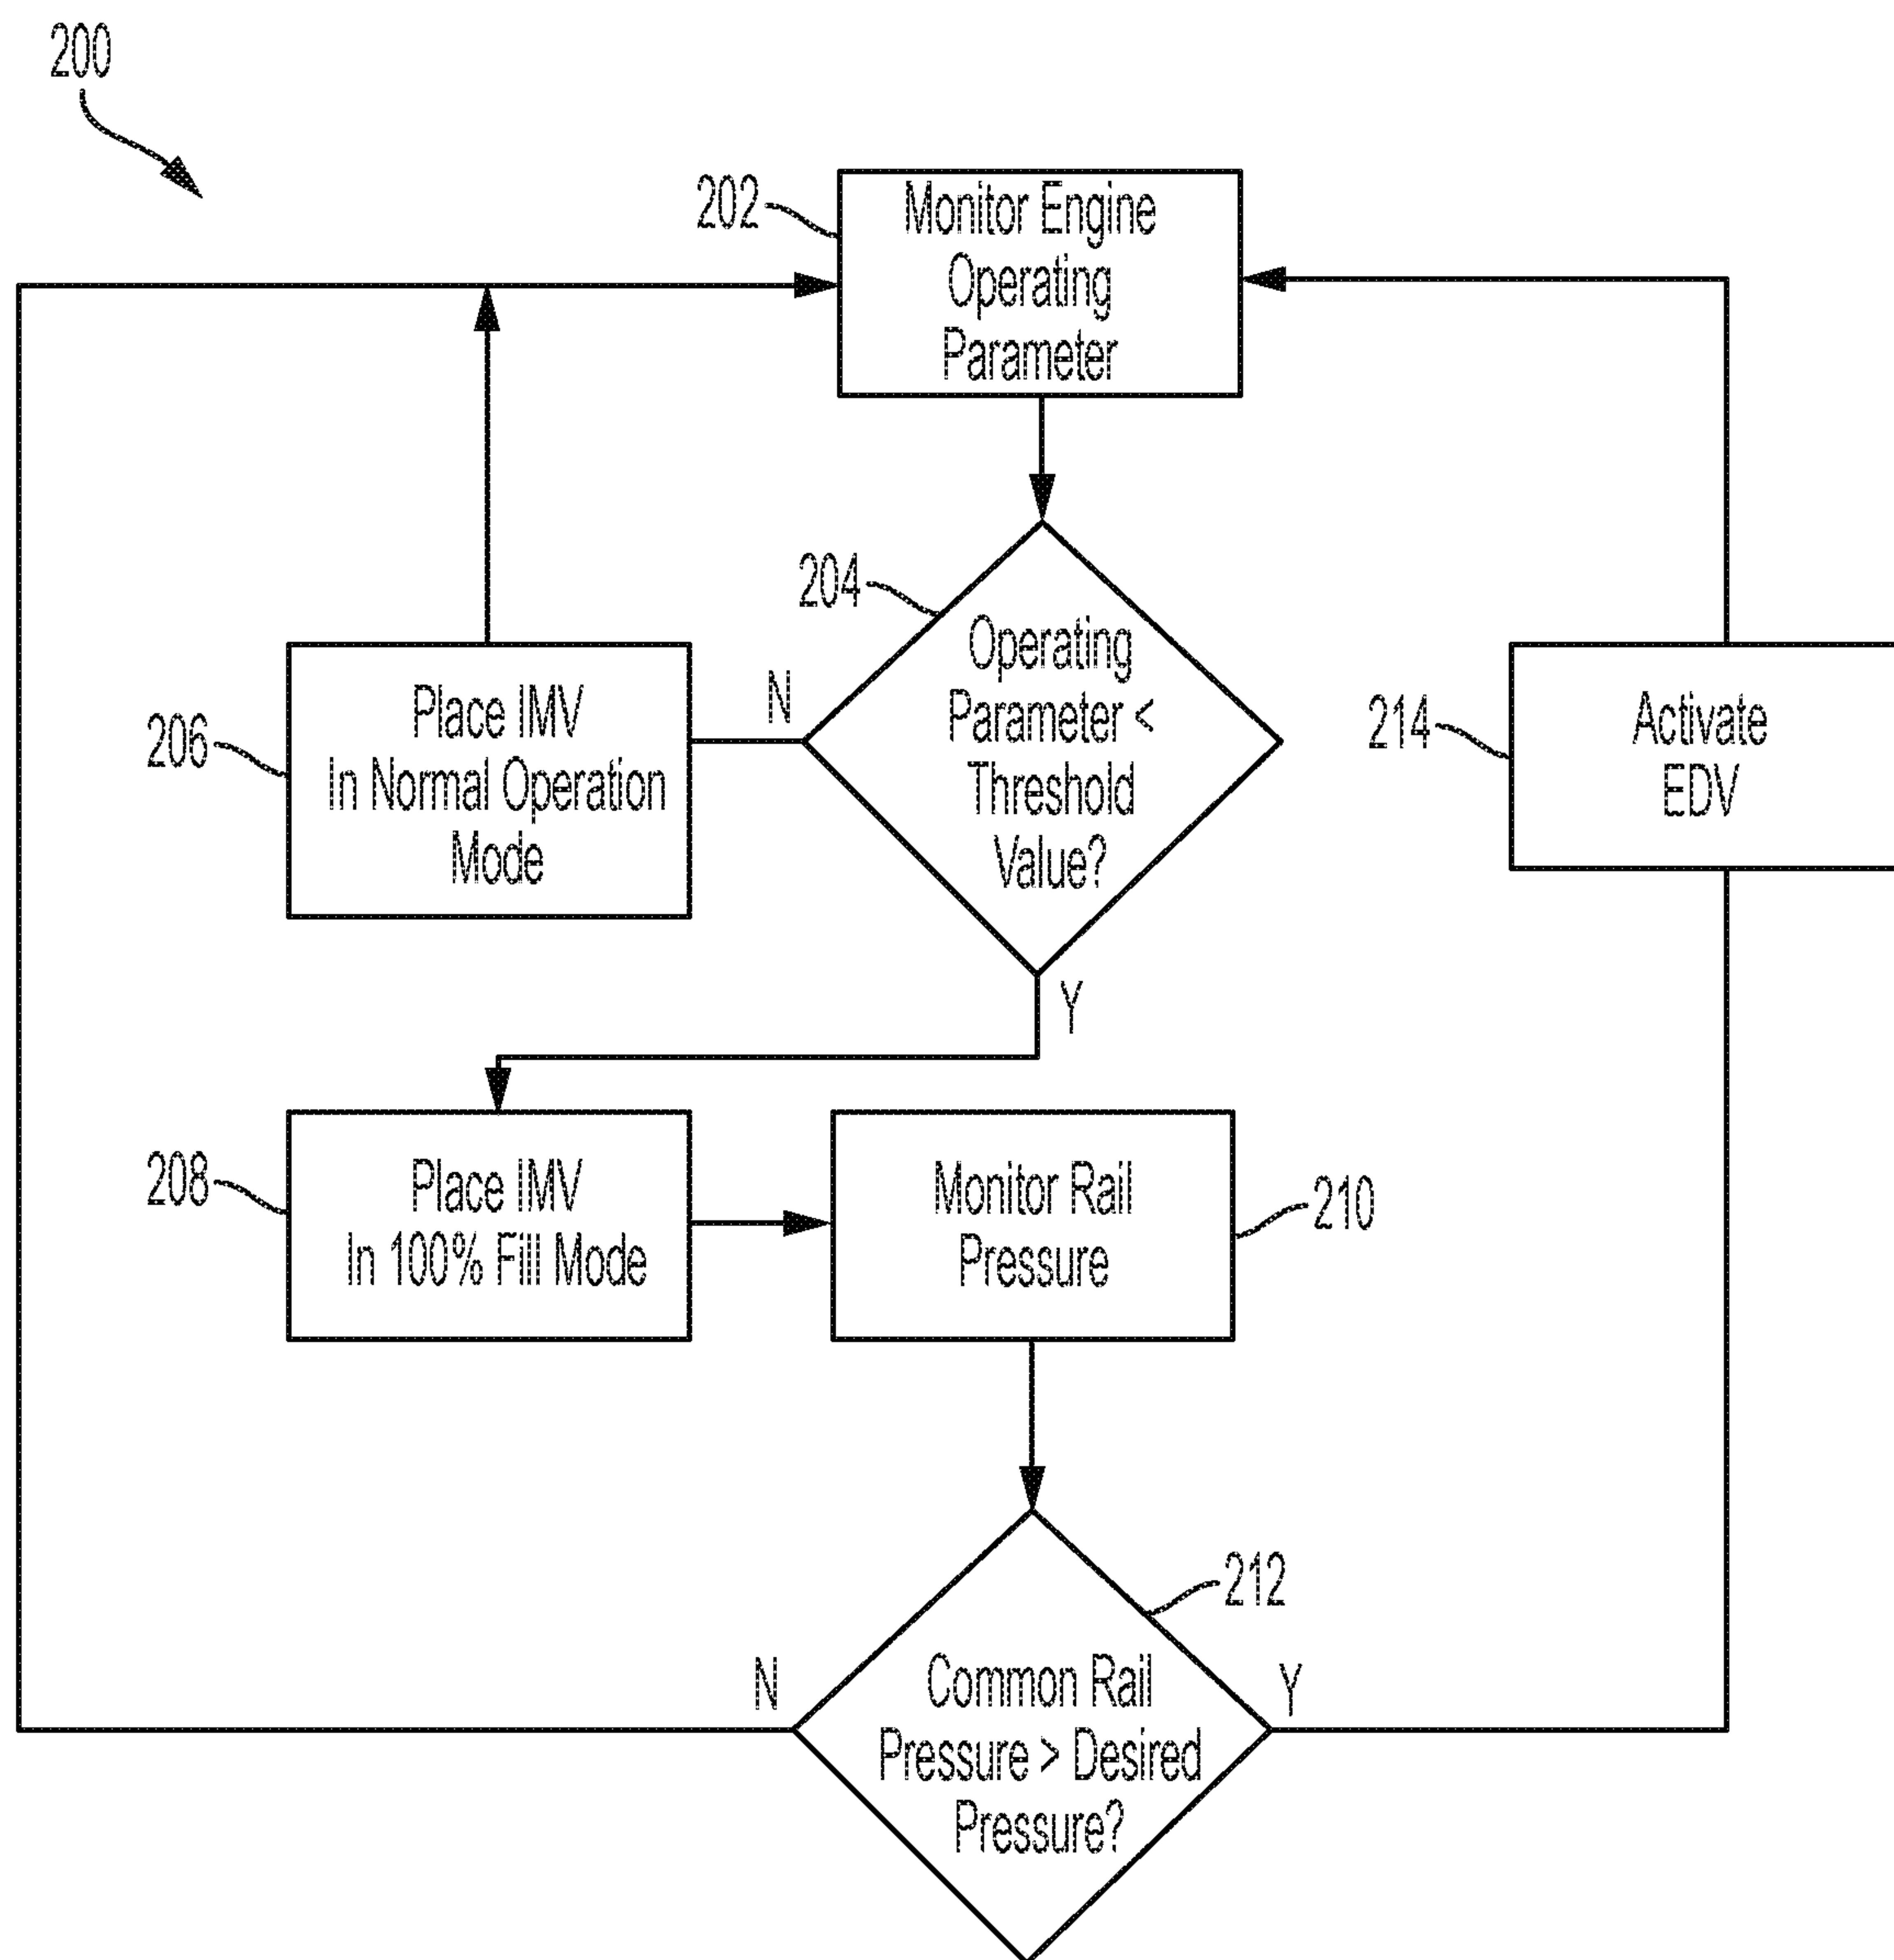 200
202
Monitor Engine
Operating
Parameter
204
Operating
Parameter <
Threshold
Value?
N
Y
206
Place IMV
In Normal Operation
Mode
214
Activate
EDV
208
Place IMV
In 100% Fill Mode
Monitor Rail
Pressure
210
212
Common Rail
Pressure > Desired
Pressure?
N
Y